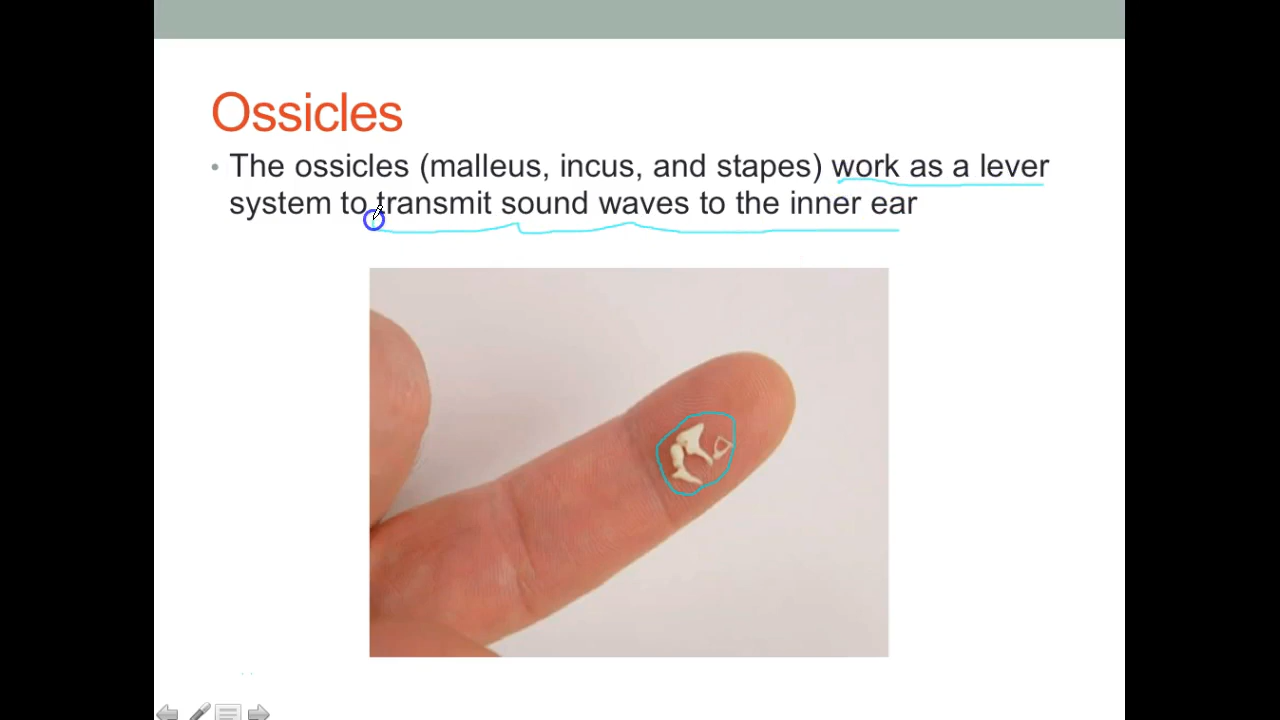 Ossicles
• The ossicles (malleus, incus, and stapes) work as a lever
system to transmit sound waves to the inner ear